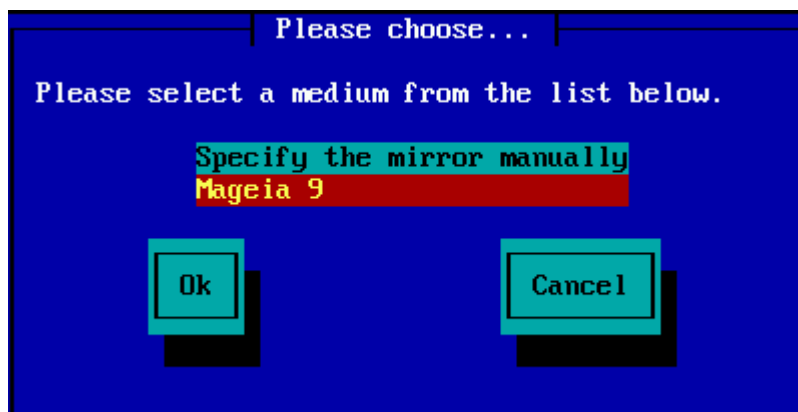 Please choose...
Please select a medium from the list below.
Specify the mirror manually
Mageia 9
Ok
Cancel